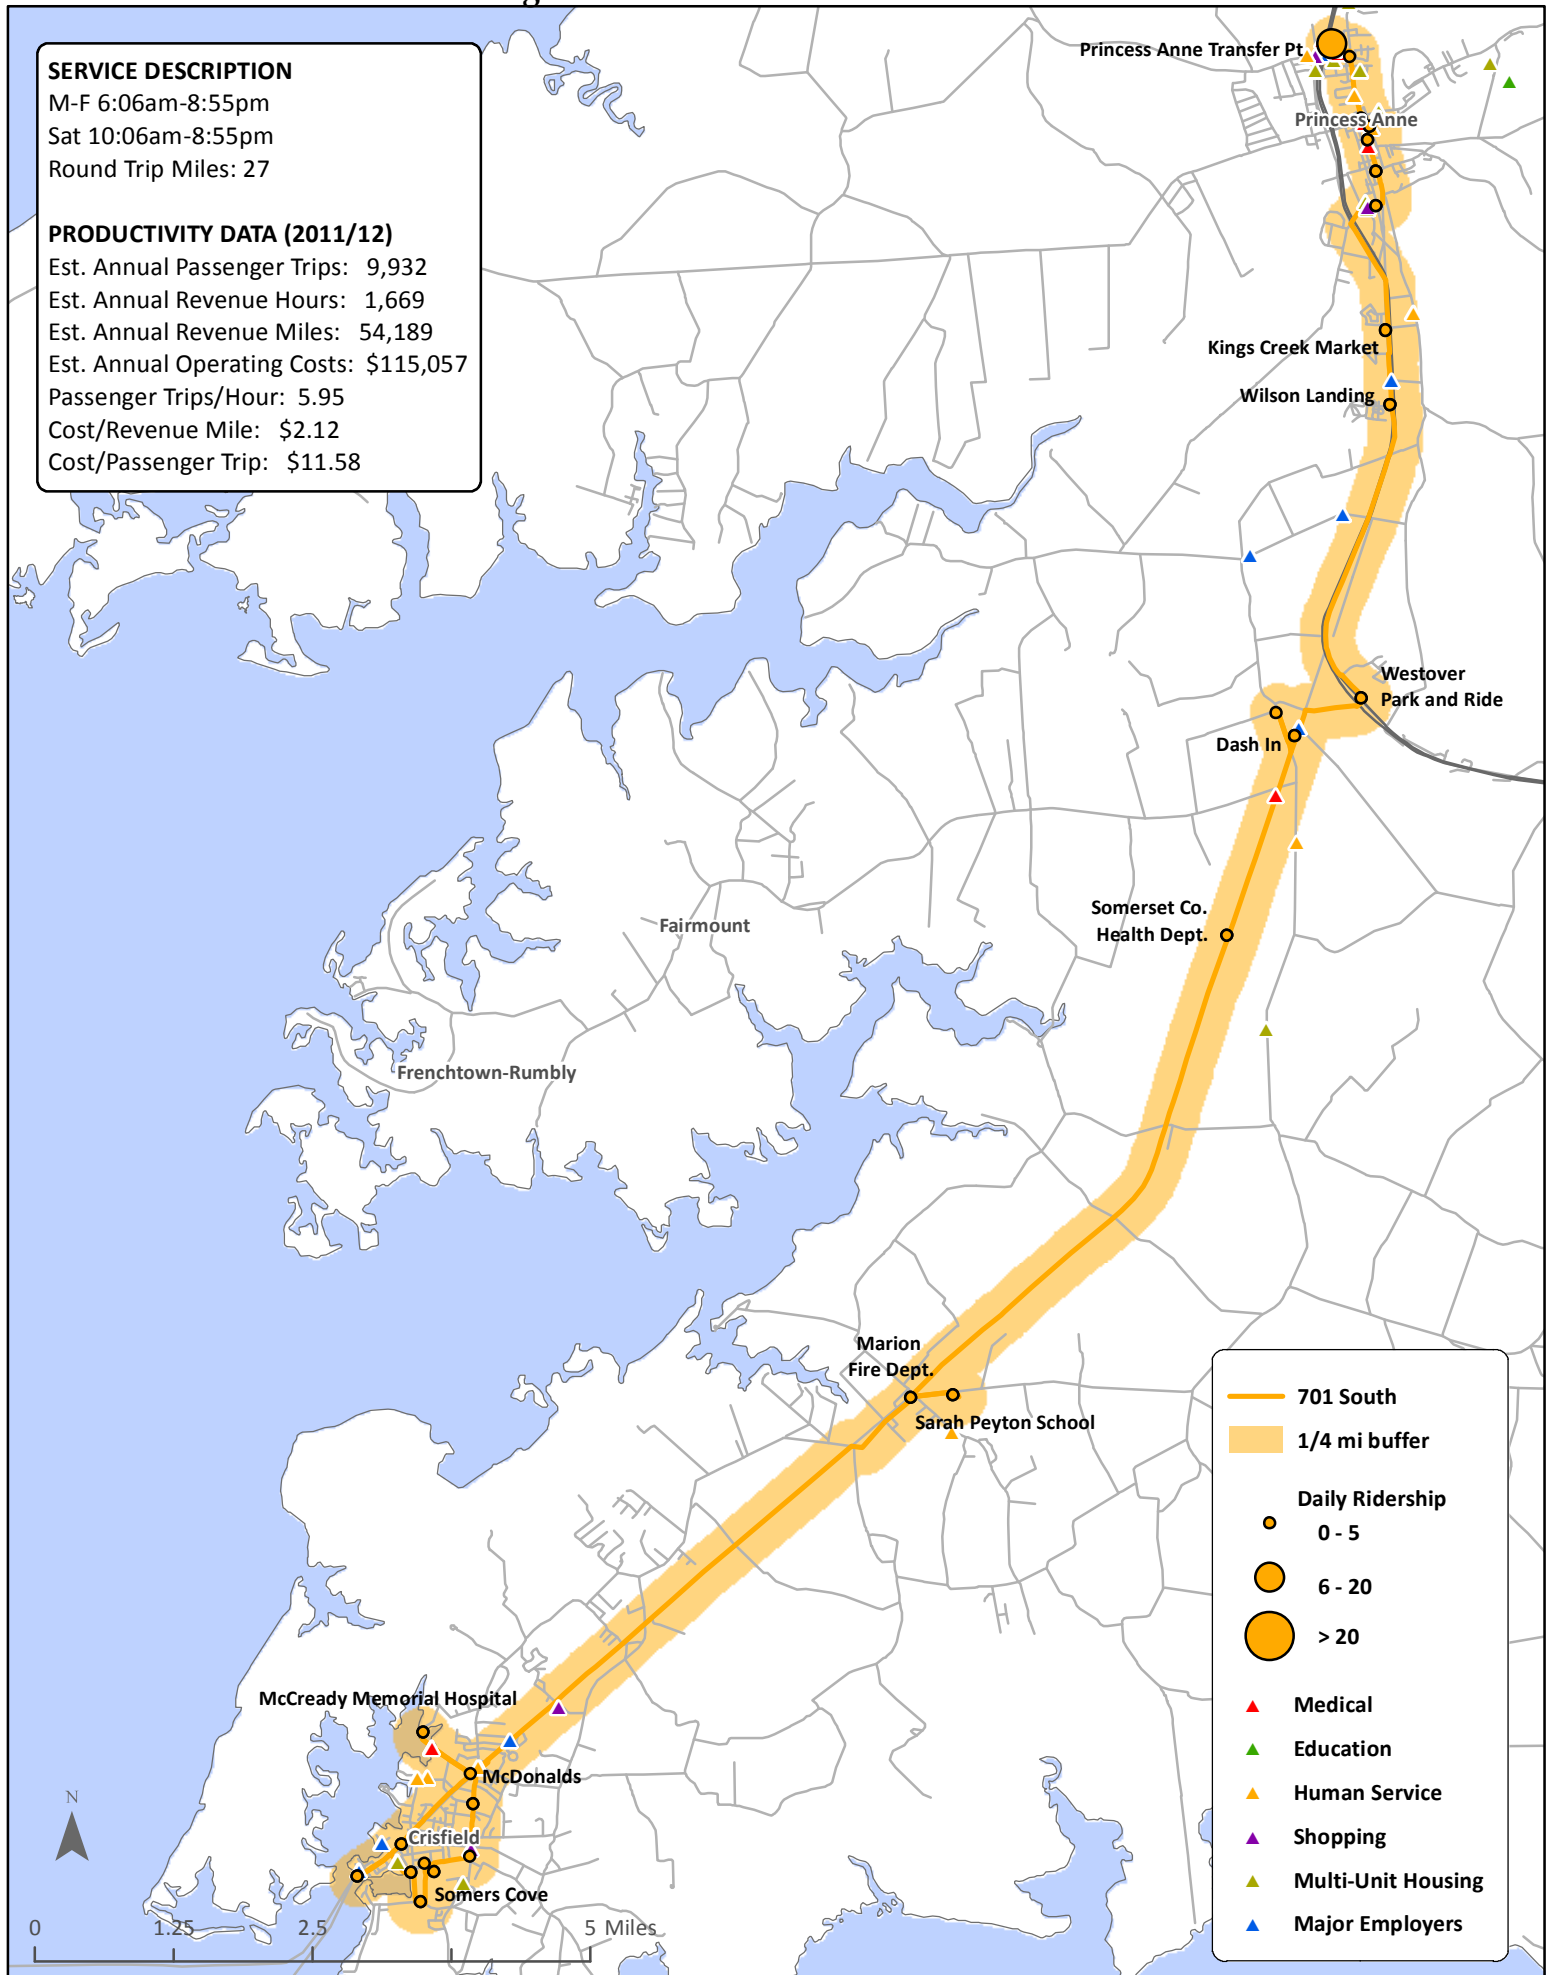 SERVICE DESCRIPTION
M-F 6:06am-8:55pm
Sat 10:06am-8:55pm
Round Trip Miles: 27
PRODUCTIVITY DATA (2011/12)
Est. Annual Passenger Trips: 9,932
Est. Annual Revenue Hours: 1,669
Est. Annual Revenue Miles: 54,189
Est. Annual Operating Costs: $115,057
Passenger Trips/Hour: 5.95
Cost/Revenue Mile: $2.12
Cost/Passenger Trip: $11.58
Princess Anne Transfer Pt
Princess Anne
Kings Creek Market
Wilson Landing
Westover
Park and Ride
Dash In
Somerset Co.
Health Dept.
Fairmount
Frenchtown-Rumbly
Marion
Fire Dept.
Sarah Peyton School
McCready Memorial Hospital
McDonalds
Crisfield
Somers Cove
N
0 1.25 2.5 5 Miles
701 South
1/4 mi buffer
Daily Ridership
0 - 5
6 - 20
> 20
Medical
Education
Human Service
Shopping
Multi-Unit Housing
Major Employers